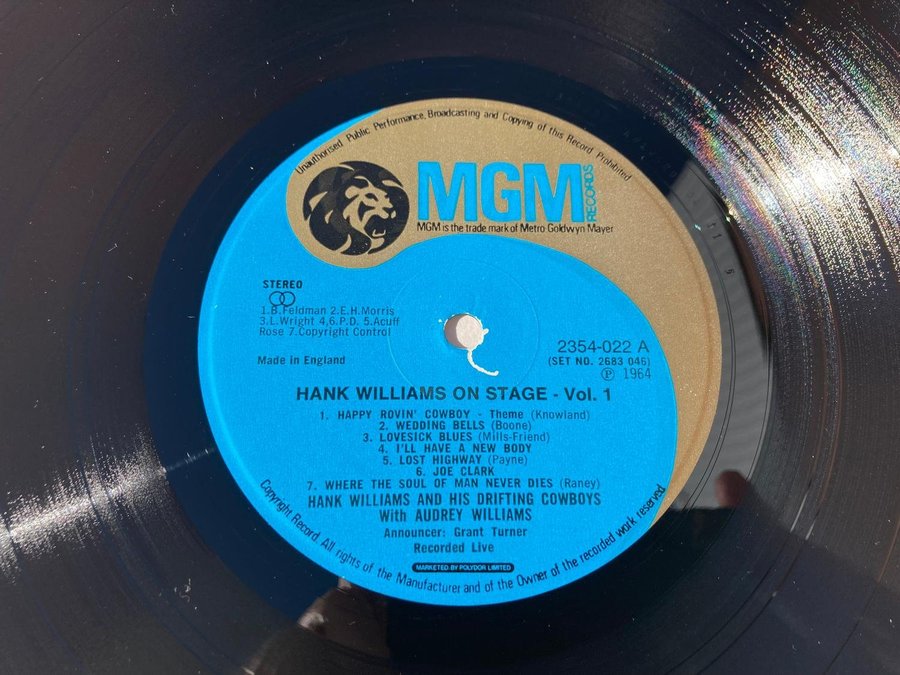 Unauthorised Public Performance, Broadcasting and Copying of this Record Prohibited
MGM
RECORDS
MGM is the trade mark of Metro Goldwyn Mayer
STEREO
1.B.Feldman 2.E.H.Morris
3.L.Wright 4,6.P.D. 5.Acuff
Rose 7.Copyright Control
Made in England
2354-022 A
(SET NO. 2683 046)
Ⓟ 1964
HANK WILLIAMS ON STAGE - Vol. 1
1. HAPPY ROVIN' COWBOY - Theme (Knowland)
2. WEDDING BELLS (Boone)
3. LOVESICK BLUES (Mills-Friend)
4. I'LL HAVE A NEW BODY
5. LOST HIGHWAY (Payne)
6. JOE CLARK
7. WHERE THE SOUL OF MAN NEVER DIES (Raney)
HANK WILLIAMS AND HIS DRIFTING COWBOYS
With AUDREY WILLIAMS
Announcer: Grant Turner
Recorded Live
MARKETED BY POLYDOR LIMITED
Copyright Record. All rights of the Manufacturer and of the Owner of the recorded work reserved